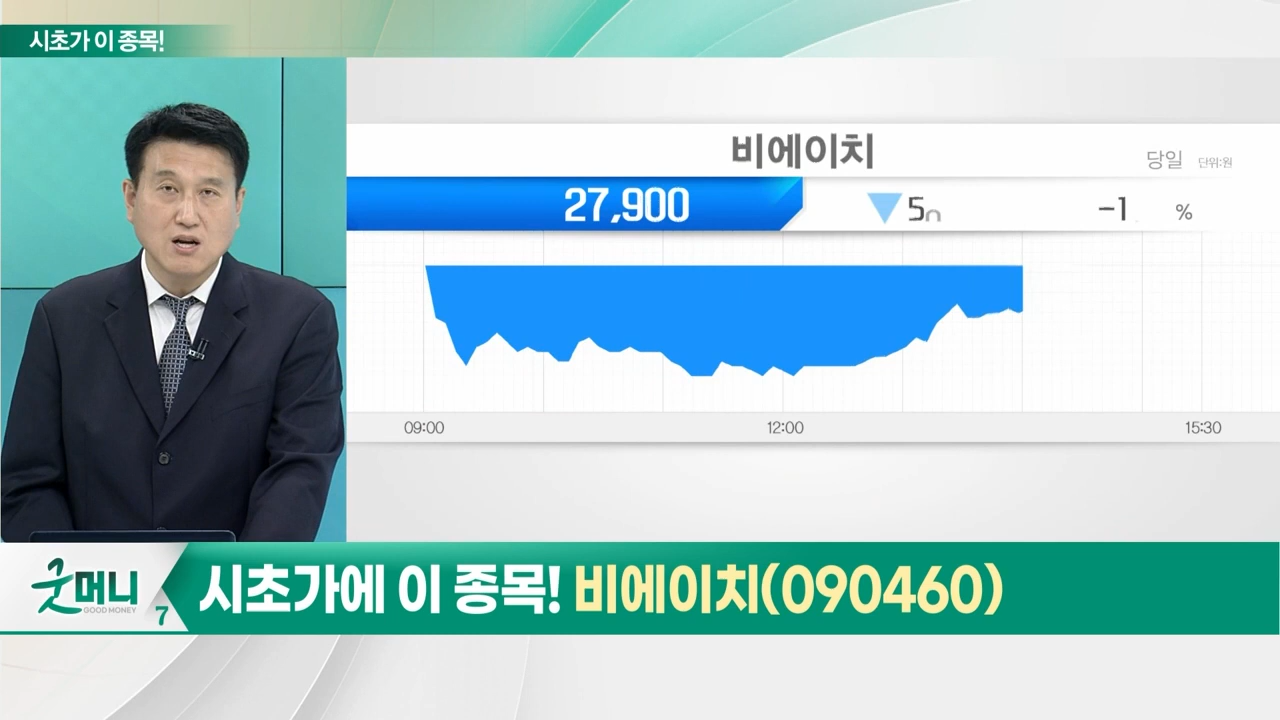 시초가 이 종목!
비에이치
당일 단위:원
27,900 ▼ 5 -1 %
09:00 12:00 15:30
굿머니
GOOD MONEY
7
시초가에 이 종목! 비에이치(090460)